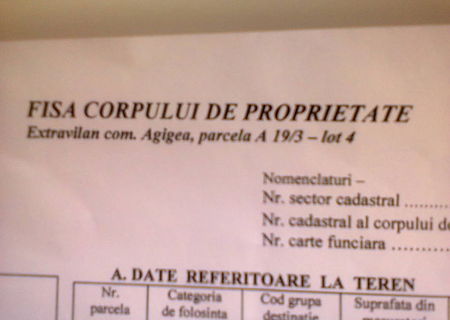 FISA CORPULUI DE PROPRIETATE
Extravilan com. Agigea, parcela A 19/3 – lot 4
Nomenclaturi –
Nr. sector cadastral ..........
Nr. cadastral al corpului de
Nr. carte funciara ..........
A. DATE REFERITOARE LA TEREN
Nr. Categoria Cod grupa Suprafata din
parcela de folosinta destinatie